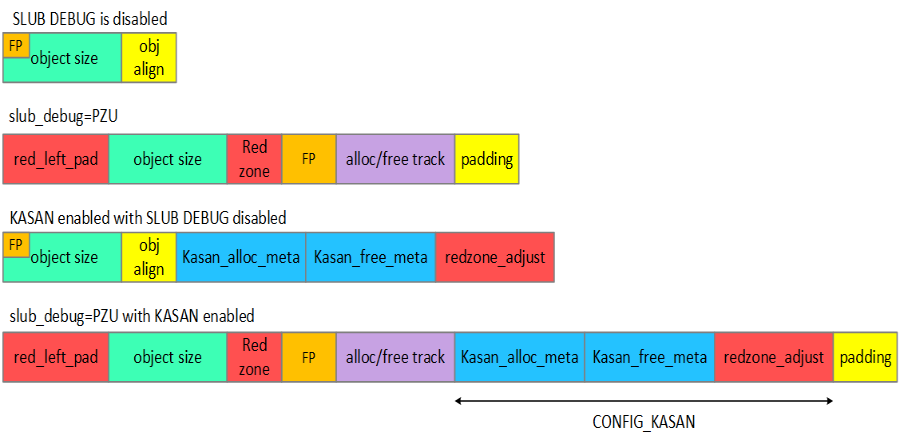 SLUB DEBUG is disabled
FP
object size
obj
align
slub_debug=PZU
red_left_pad
object size
Red
zone
FP
alloc/free track
padding
KASAN enabled with SLUB DEBUG disabled
FP
object size
obj
align
Kasan_alloc_meta
Kasan_free_meta
redzone_adjust
slub_debug=PZU with KASAN enabled
red_left_pad
object size
Red
zone
FP
alloc/free track
Kasan_alloc_meta
Kasan_free_meta
redzone_adjust
padding
CONFIG_KASAN